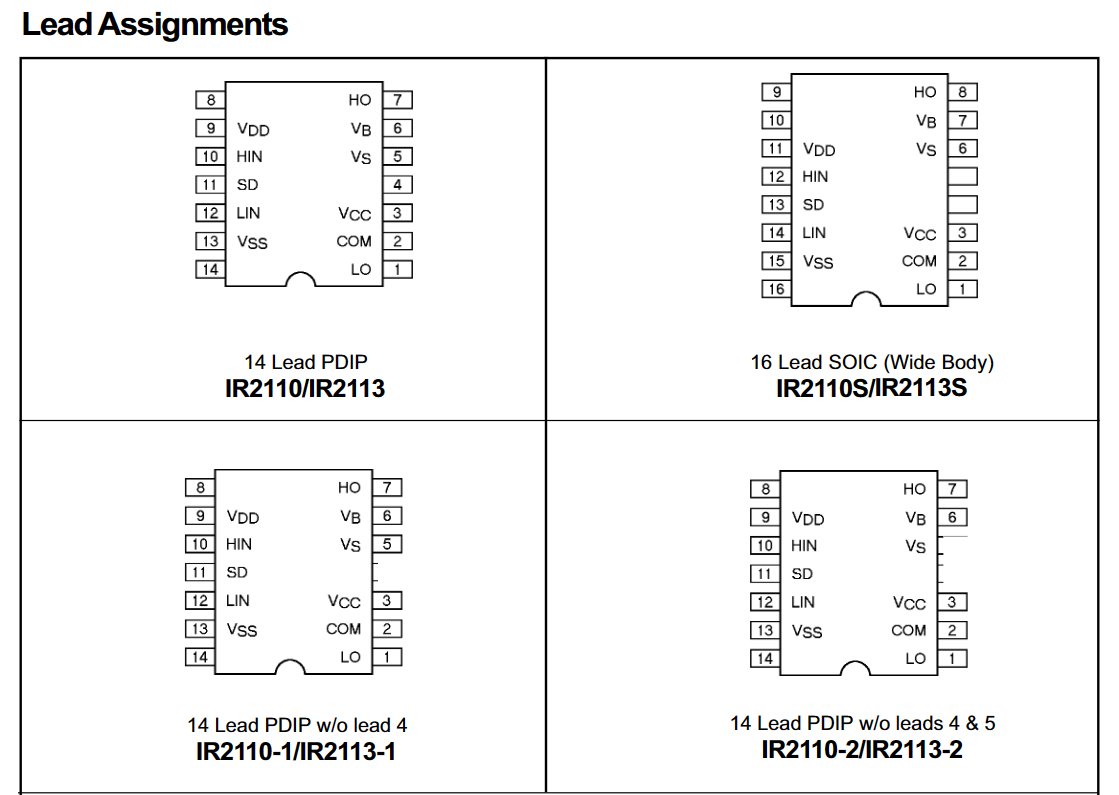 Lead Assignments
8 HO 7
9 VDD VB 6
10 HIN VS 5
11 SD 4
12 LIN VCC 3
13 VSS COM 2
14 LO 1
14 Lead PDIP
IR2110/IR2113
9 HO 8
10 VB 7
11 VDD VS 6
12 HIN
13 SD
14 LIN VCC 3
15 VSS COM 2
16 LO 1
16 Lead SOIC (Wide Body)
IR2110S/IR2113S
8 HO 7
9 VDD VB 6
10 HIN VS 5
11 SD
12 LIN VCC 3
13 VSS COM 2
14 LO 1
14 Lead PDIP w/o lead 4
IR2110-1/IR2113-1
8 HO 7
9 VDD VB 6
10 HIN VS
11 SD
12 LIN VCC 3
13 VSS COM 2
14 LO 1
14 Lead PDIP w/o leads 4 & 5
IR2110-2/IR2113-2